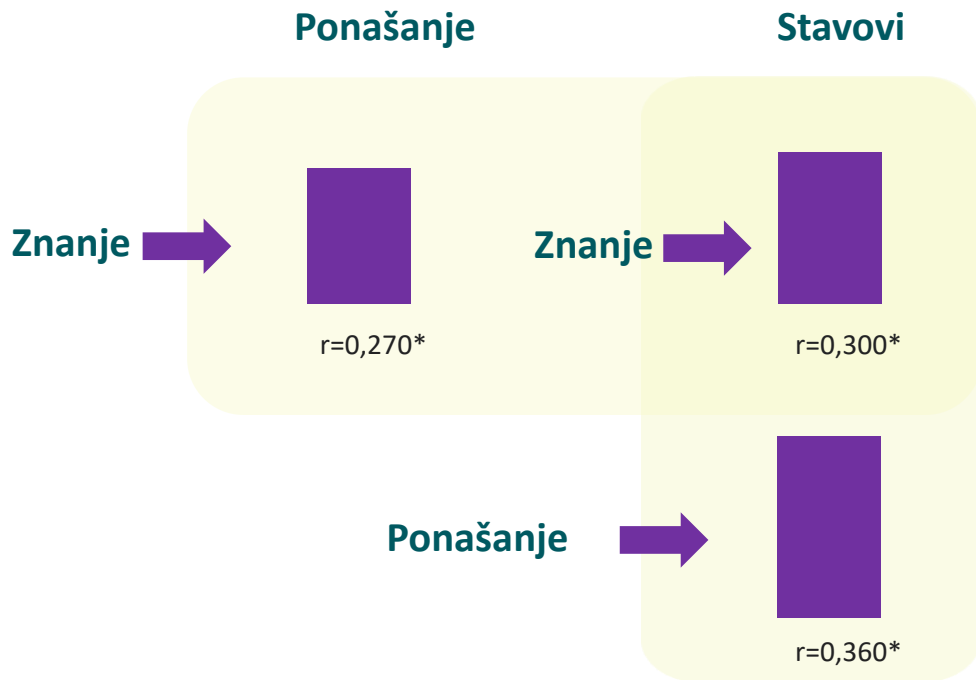 Ponašanje
Stavovi
Znanje
Znanje
r=0,270*
r=0,300*
Ponašanje
r=0,360*